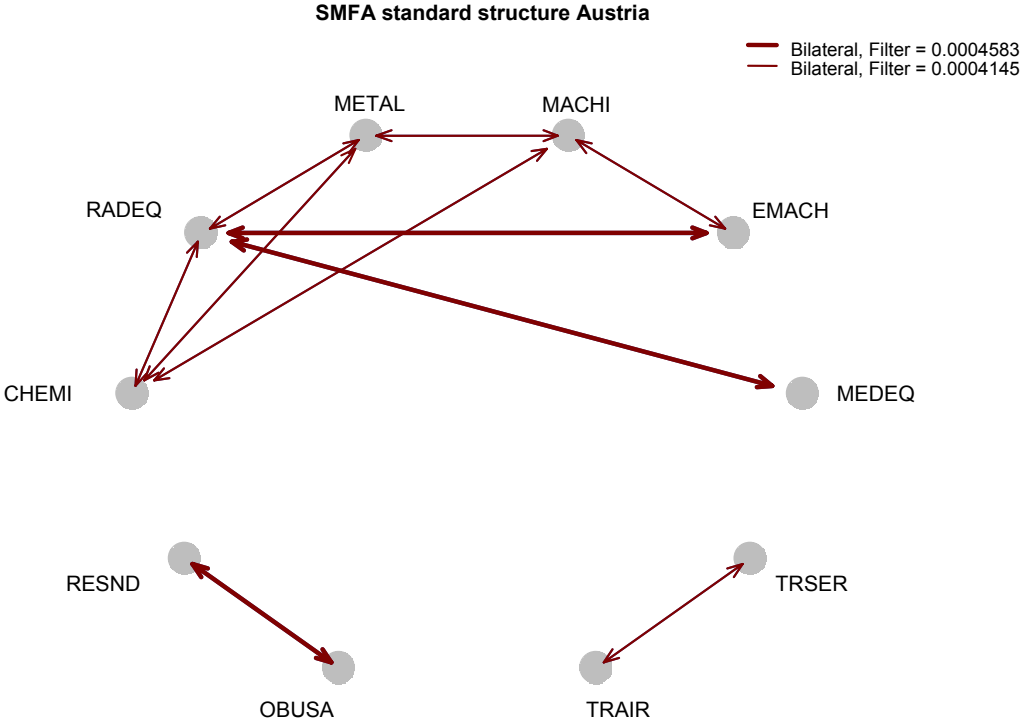 SMFA standard structure Austria
Bilateral, Filter = 0.0004583
Bilateral, Filter = 0.0004145
METAL
MACHI
RADEQ
EMACH
CHEMI
MEDEQ
RESND
TRSER
OBUSA
TRAIR